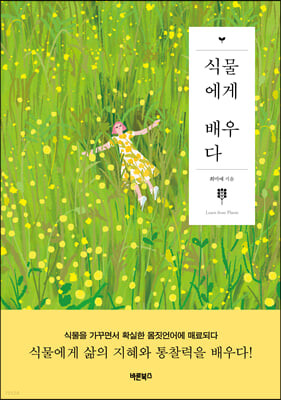 식물
에게
배우
다
최아에 지음
Learn from Plants
식물을 가꾸면서 확실한 몸짓언어에 매료되다
식물에게 삶의 지혜와 통찰력을 배우다!
바른북스